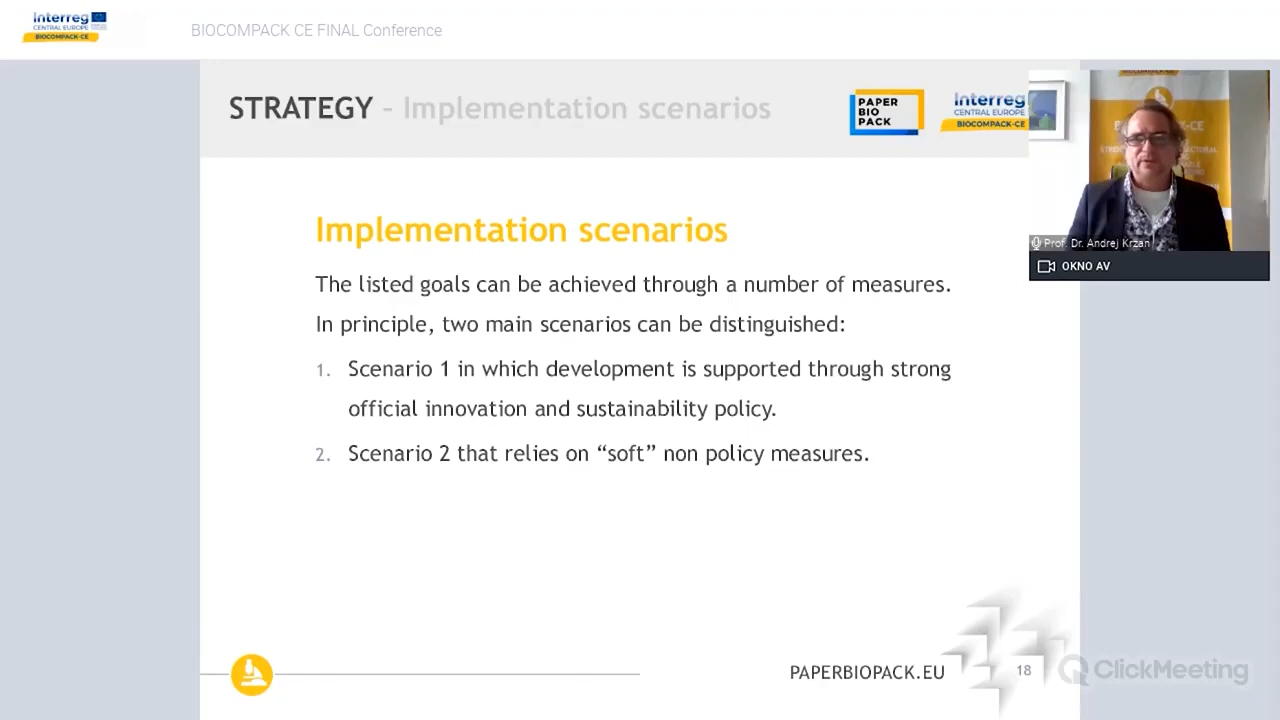 Interreg
CENTRAL EUROPE
BIOCOMPACK-CE
BIOCOMPACK CE FINAL Conference
STRATEGY – Implementation scenarios
PAPER
BIO
PACK
Interreg
CENTRAL EUROPE
BIOCOMPACK-CE
Prof. Dr. Andrej Krzan
OKNO AV
Implementation scenarios
The listed goals can be achieved through a number of measures.
In principle, two main scenarios can be distinguished:
1. Scenario 1 in which development is supported through strong
official innovation and sustainability policy.
2. Scenario 2 that relies on “soft” non policy measures.
PAPERBIOPACK.EU
18
ClickMeeting